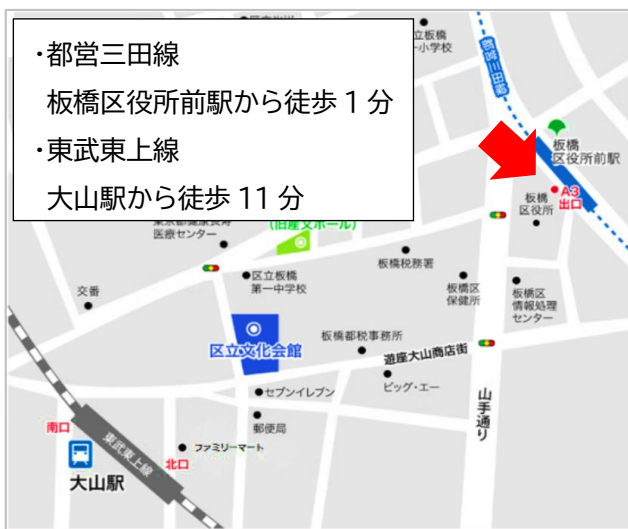 ・都営三田線
板橋区役所前駅から徒歩 1 分
・東武東上線
大山駅から徒歩 11 分
立板橋
小学校
都営三田線
板橋
区役所前駅
A3
出口
板橋
区役所
(旧産文ホール)
医療センター
板橋税務署
区立板橋
第一中学校
交番
板橋区
保健所
板橋区
情報処理
センター
区立文化会館
板橋都税事務所
遊座大山商店街
ビッグ・エー
山手通り
セブンイレブン
郵便局
南口
東武東上線
ファミリーマート
北口
大山駅